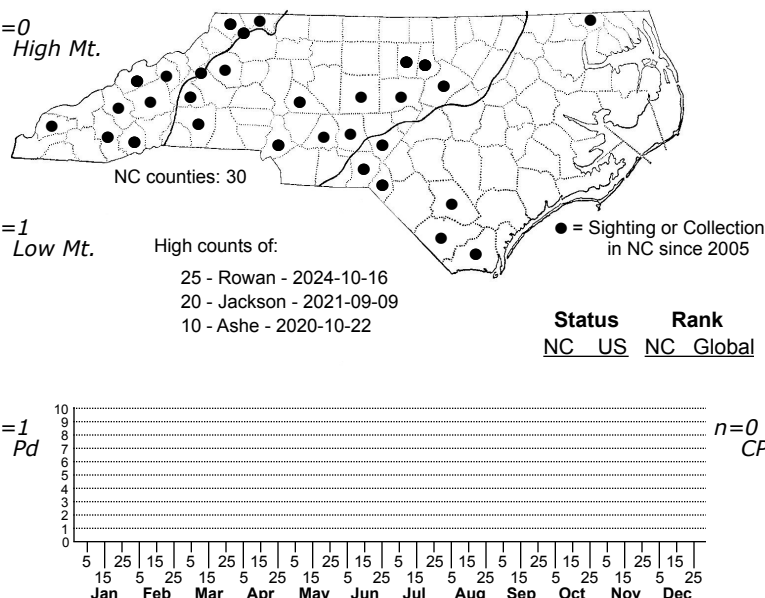 =0
High Mt.
NC counties: 30
=1
Low Mt.
High counts of:
25 - Rowan - 2024-10-16
20 - Jackson - 2021-09-09
10 - Ashe - 2020-10-22
● = Sighting or Collection
in NC since 2005
Status Rank
NC US NC Global
=1
Pd
n=0
CP
10
9
8
7
6
5
4
3
2
1
0
5 25 15 5 25 15 5 25 15 5 25 15 5 25 15 5 25 15
15 5 25 15 5 25 15 5 25 15 5 25 15 5 25 15 5 25
Jan Feb Mar Apr May Jun Jul Aug Sep Oct Nov Dec